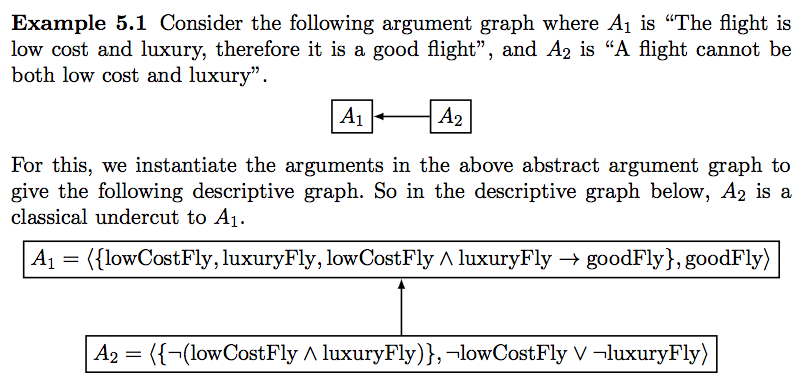 Example 5.1 Consider the following argument graph where A₁ is “The flight is
low cost and luxury, therefore it is a good flight”, and A₂ is “A flight cannot be
both low cost and luxury”.
A₁ A₂
For this, we instantiate the arguments in the above abstract argument graph to
give the following descriptive graph. So in the descriptive graph below, A₂ is a
classical undercut to A₁.
A₁ = ⟨{lowCostFly, luxuryFly, lowCostFly ∧ luxuryFly → goodFly}, goodFly⟩
A₂ = ⟨{¬(lowCostFly ∧ luxuryFly)}, ¬lowCostFly ∨ ¬luxuryFly⟩